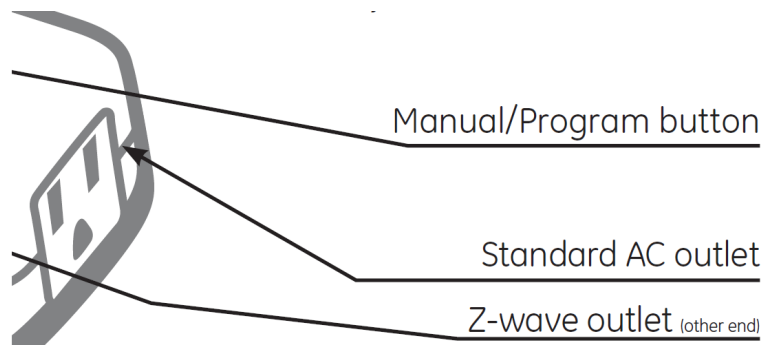 Manual/Program button
Standard AC outlet
Z-wave outlet (other end)